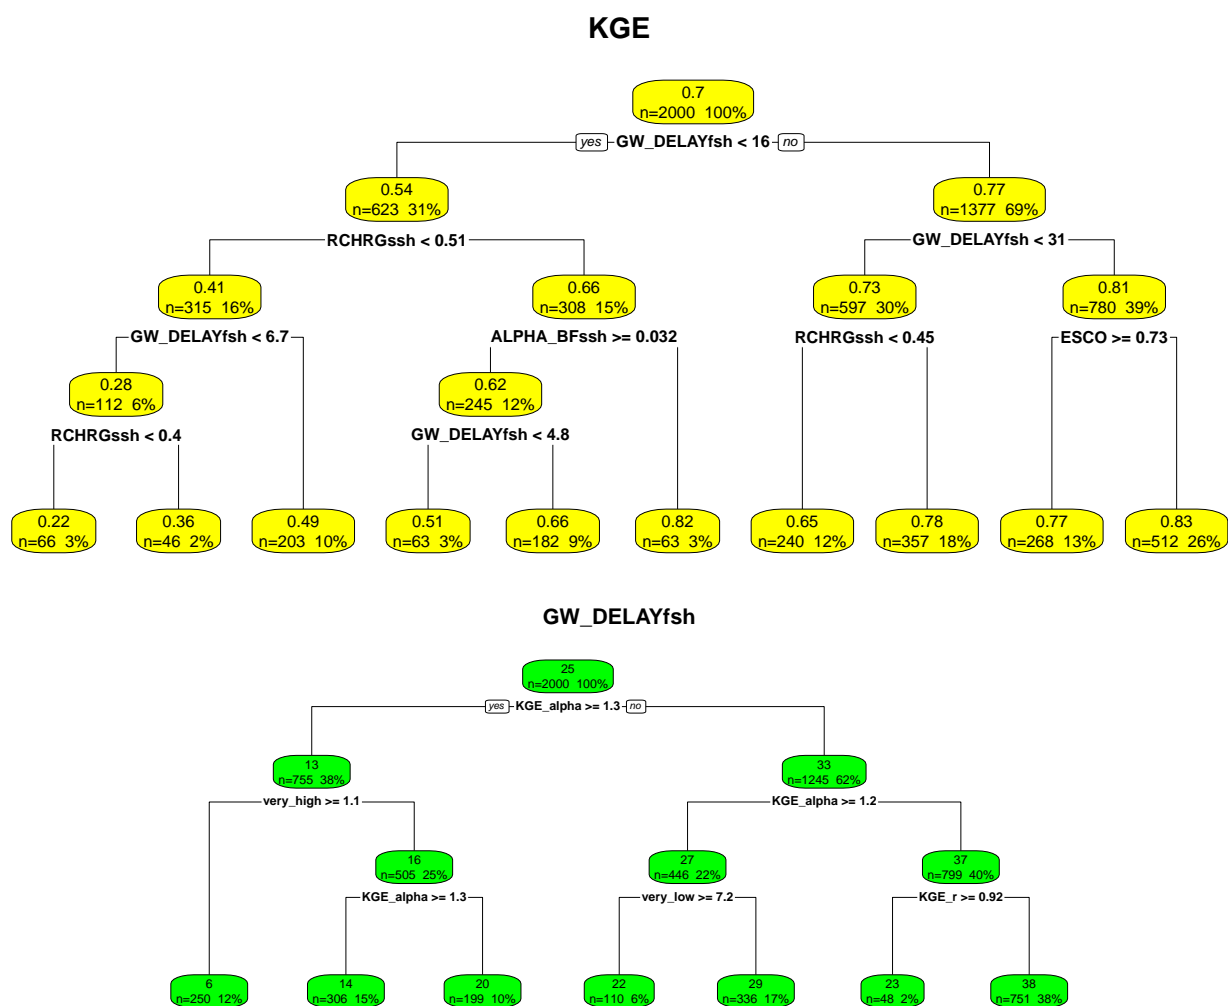 KGE
0.7
n=2000 100%
yes GW_DELAYfsh < 16 no
0.54
n=623 31%
0.77
n=1377 69%
RCHRGssh < 0.51
GW_DELAYfsh < 31
0.41
n=315 16%
0.66
n=308 15%
0.73
n=597 30%
0.81
n=780 39%
GW_DELAYfsh < 6.7
ALPHA_BFssh >= 0.032
RCHRGssh < 0.45
ESCO >= 0.73
0.28
n=112 6%
0.62
n=245 12%
RCHRGssh < 0.4
GW_DELAYfsh < 4.8
0.22
n=66 3%
0.36
n=46 2%
0.49
n=203 10%
0.51
n=63 3%
0.66
n=182 9%
0.82
n=63 3%
0.65
n=240 12%
0.78
n=357 18%
0.77
n=268 13%
0.83
n=512 26%
GW_DELAYfsh
25
n=2000 100%
yes KGE_alpha >= 1.3 no
13
n=755 38%
33
n=1245 62%
very_high >= 1.1
KGE_alpha >= 1.2
16
n=505 25%
27
n=446 22%
37
n=799 40%
KGE_alpha >= 1.3
very_low >= 7.2
KGE_r >= 0.92
6
n=250 12%
14
n=306 15%
20
n=199 10%
22
n=110 6%
29
n=336 17%
23
n=48 2%
38
n=751 38%